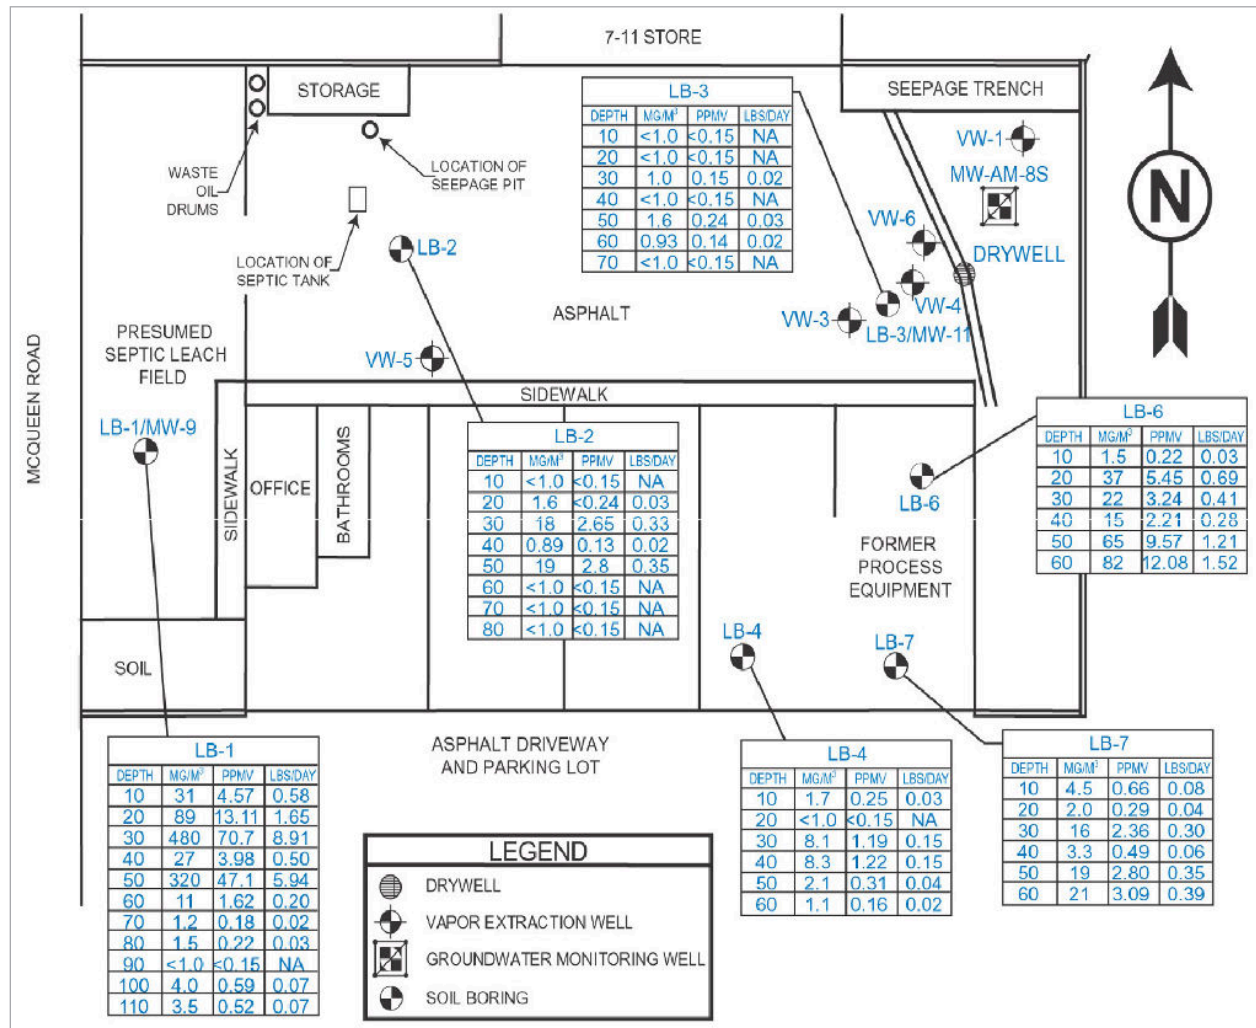 7-11 STORE
STORAGE
SEEPAGE TRENCH
WASTE
OIL
DRUMS
LOCATION OF
SEEPAGE PIT
LOCATION OF
SEPTIC TANK
LB-2
VW-5
ASPHALT
LB-3
DEPTH MG/M³ PPMV LBS/DAY
10 <1.0 <0.15 NA
20 <1.0 <0.15 NA
30 1.0 0.15 0.02
40 <1.0 <0.15 NA
50 1.6 0.24 0.03
60 0.93 0.14 0.02
70 <1.0 <0.15 NA
VW-1
MW-AM-8S
VW-6
DRYWELL
VW-4
VW-3
LB-3/MW-11
N
MCQUEEN ROAD
PRESUMED
SEPTIC LEACH
FIELD
LB-1/MW-9
SIDEWALK
SIDEWALK
OFFICE
BATHROOMS
SOIL
LB-2
DEPTH MG/M³ PPMV LBS/DAY
10 <1.0 <0.15 NA
20 1.6 <0.24 0.03
30 18 2.65 0.33
40 0.89 0.13 0.02
50 19 2.8 0.35
60 <1.0 <0.15 NA
70 <1.0 <0.15 NA
80 <1.0 <0.15 NA
LB-6
FORMER
PROCESS
EQUIPMENT
LB-4
LB-7
LB-6
DEPTH MG/M³ PPMV LBS/DAY
10 1.5 0.22 0.03
20 37 5.45 0.69
30 22 3.24 0.41
40 15 2.21 0.28
50 65 9.57 1.21
60 82 12.08 1.52
LB-1
DEPTH MG/M³ PPMV LBS/DAY
10 31 4.57 0.58
20 89 13.11 1.65
30 480 70.7 8.91
40 27 3.98 0.50
50 320 47.1 5.94
60 11 1.62 0.20
70 1.2 0.18 0.02
80 1.5 0.22 0.03
90 <1.0 <0.15 NA
100 4.0 0.59 0.07
110 3.5 0.52 0.07
ASPHALT DRIVEWAY
AND PARKING LOT
LEGEND
DRYWELL
VAPOR EXTRACTION WELL
GROUNDWATER MONITORING WELL
SOIL BORING
LB-4
DEPTH MG/M³ PPMV LBS/DAY
10 1.7 0.25 0.03
20 <1.0 <0.15 NA
30 8.1 1.19 0.15
40 8.3 1.22 0.15
50 2.1 0.31 0.04
60 1.1 0.16 0.02
LB-7
DEPTH MG/M³ PPMV LBS/DAY
10 4.5 0.66 0.08
20 2.0 0.29 0.04
30 16 2.36 0.30
40 3.3 0.49 0.06
50 19 2.80 0.35
60 21 3.09 0.39